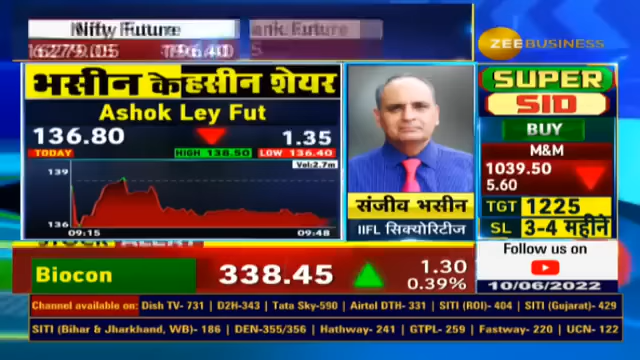 Nifty Future
Bank Future
ZEE BUSINESS
भसीन के हसीन शेयर
Ashok Ley Fut
136.80 1.35
TODAY HIGH 138.50 LOW 136.40
Vol:2.7m
139
136
09:15 09:48
संजीव भसीन
IIFL सिक्योरिटीज
SUPER
SID
BUY
M&M
1039.50
5.60
TGT 1225
SL 3-4 महीने
STOCK ALERT
Biocon 338.45 1.30
0.39%
Follow us on
10/06/2022
Channel available on: Dish TV- 731 | D2H-343 | Tata Sky-590 | Airtel DTH- 331 | SITI (ROI)- 404 | SITI (Gujarat)- 429
SITI (Bihar & Jharkhand, WB)- 186 | DEN-355/356 | Hathway- 241 | GTPL- 259 | Fastway- 220 | UCN- 122